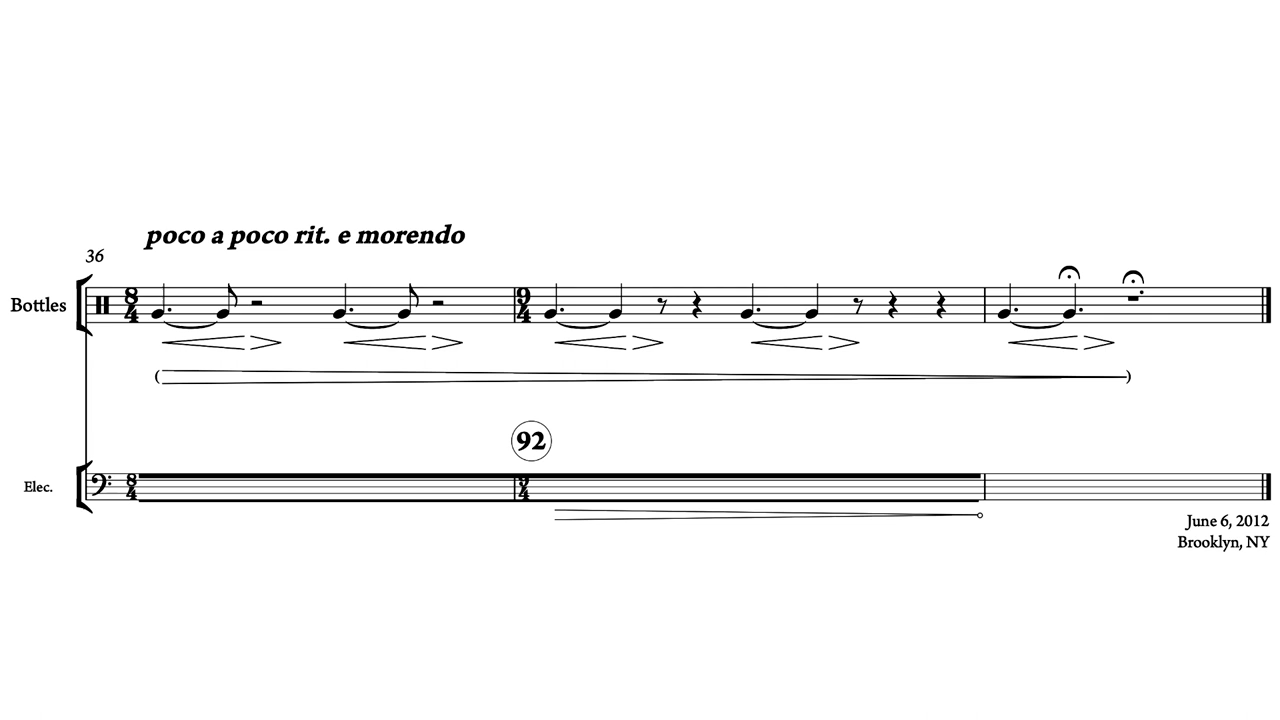 poco a poco rit. e morendo
36
Bottles
8
4
9
4
( )
92
Elec.
8
4
9
4
June 6, 2012
Brooklyn, NY